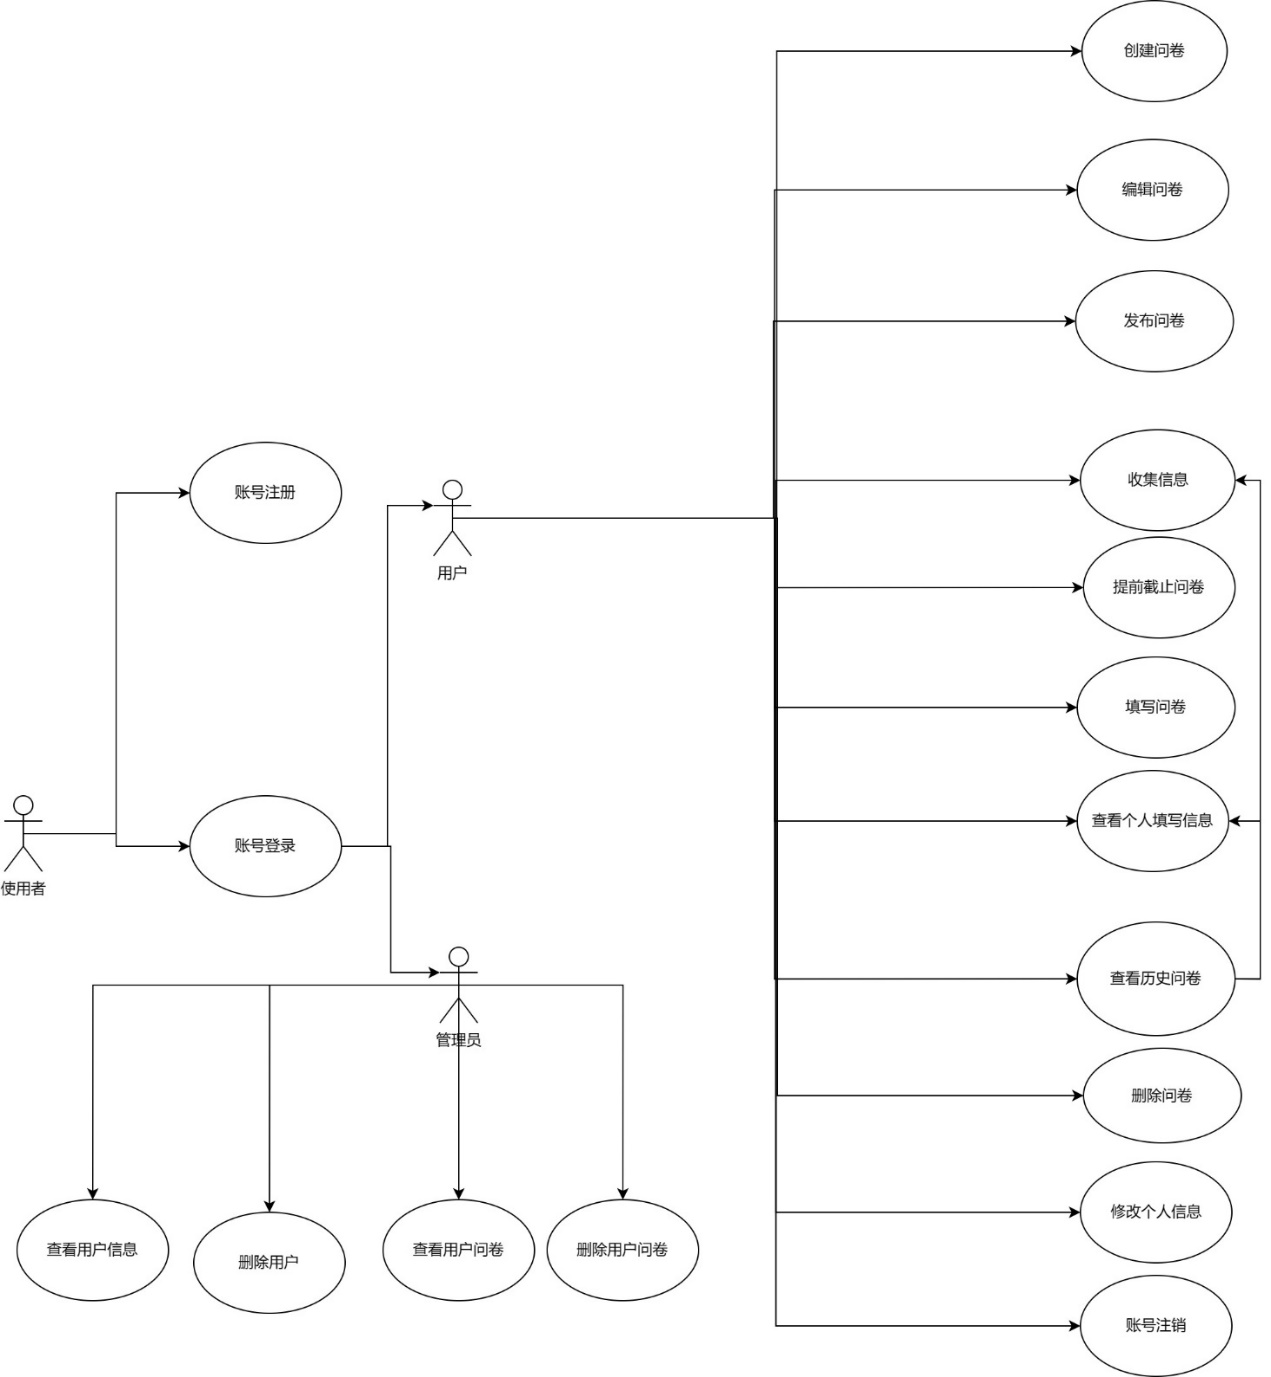 创建问卷
编辑问卷
发布问卷
收集信息
账号注册
用户
提前截止问卷
填写问卷
查看个人填写信息
账号登录
使用者
查看历史问卷
管理员
删除问卷
修改个人信息
查看用户信息
删除用户
查看用户问卷
删除用户问卷
账号注销